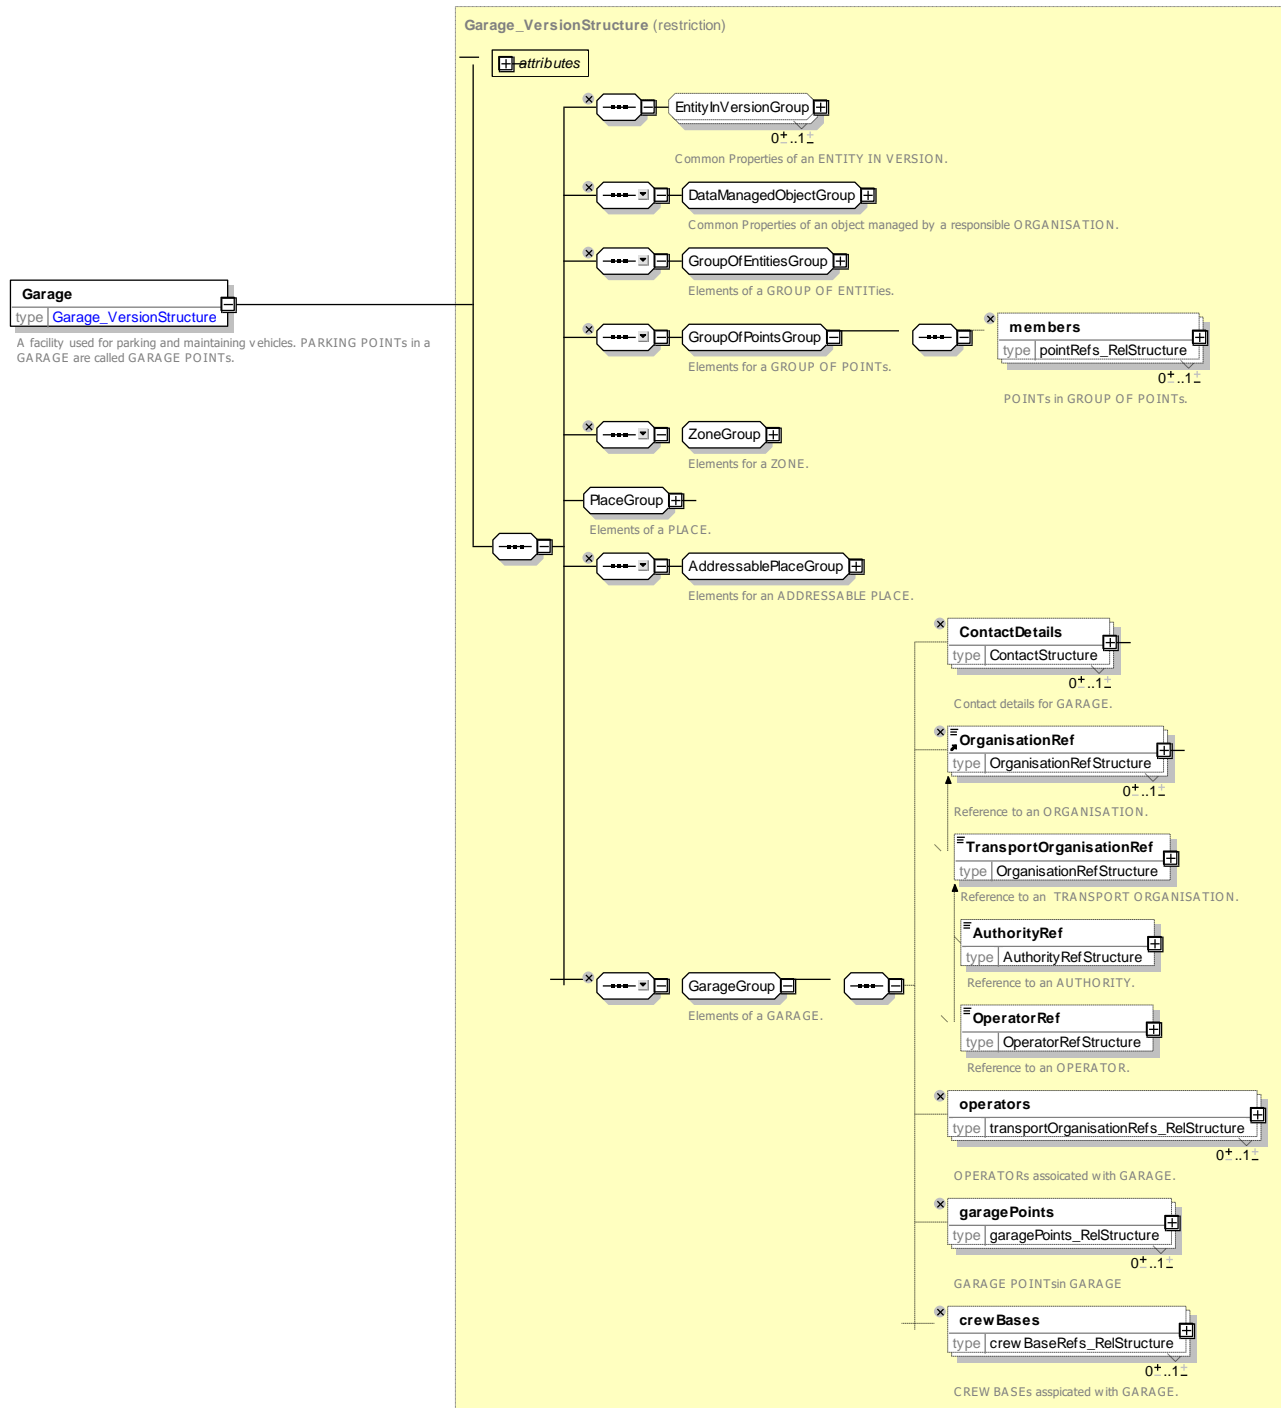 Garage_VersionStructure (restriction)
attributes
EntityInVersionGroup
0..1
Common Properties of an ENTITY IN VERSION.
DataManagedObjectGroup
Common Properties of an object managed by a responsible ORGANISATION.
GroupOfEntitiesGroup
Elements of a GROUP OF ENTITies.
Garage
type Garage_VersionStructure
A facility used for parking and maintaining vehicles. PARKING POINTs in a
GARAGE are called GARAGE POINTs.
GroupOfPointsGroup
Elements for a GROUP OF POINTs.
members
type pointRefs_RelStructure
0..1
POINTs in GROUP OF POINTs.
ZoneGroup
Elements for a ZONE.
PlaceGroup
Elements of a PLACE.
AddressablePlaceGroup
Elements for an ADDRESSABLE PLACE.
ContactDetails
type ContactStructure
0..1
Contact details for GARAGE.
OrganisationRef
type OrganisationRefStructure
0..1
Reference to an ORGANISATION.
TransportOrganisationRef
type OrganisationRefStructure
Reference to an TRANSPORT ORGANISATION.
AuthorityRef
type AuthorityRefStructure
Reference to an AUTHORITY.
GarageGroup
Elements of a GARAGE.
OperatorRef
type OperatorRefStructure
Reference to an OPERATOR.
operators
type transportOrganisationRefs_RelStructure
0..1
OPERATORs assoicated with GARAGE.
garagePoints
type garagePoints_RelStructure
0..1
GARAGE POINTsin GARAGE
crewBases
type crewBaseRefs_RelStructure
0..1
CREW BASEs asspicated with GARAGE.